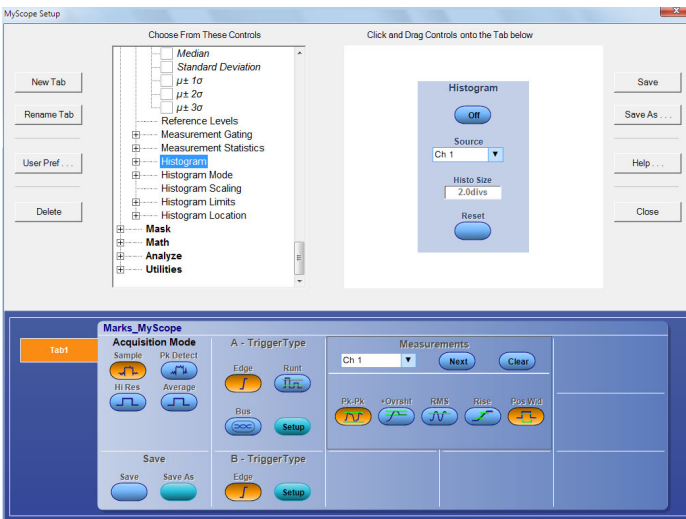 MyScope Setup
Choose From These Controls
Click and Drag Controls onto the Tab below
New Tab
Rename Tab
User Pref . . .
Delete
Median
Standard Deviation
μ± 1σ
μ± 2σ
μ± 3σ
Reference Levels
Measurement Gating
Measurement Statistics
Histogram
Histogram Mode
Histogram Scaling
Histogram Limits
Histogram Location
Mask
Math
Analyze
Utilities
Histogram
Off
Source
Ch 1
Histo Size
2.0divs
Reset
Save
Save As . . .
Help . . .
Close
Tab1
Marks_MyScope
Acquisition Mode
Sample Pk Detect
Hi Res Average
Save
Save Save As
A - TriggerType
Edge Runt
Bus
Setup
B - TriggerType
Edge
Setup
Measurements
Ch 1 Next Clear
Pk-Pk +Ovrsht RMS Rise Pos Wid